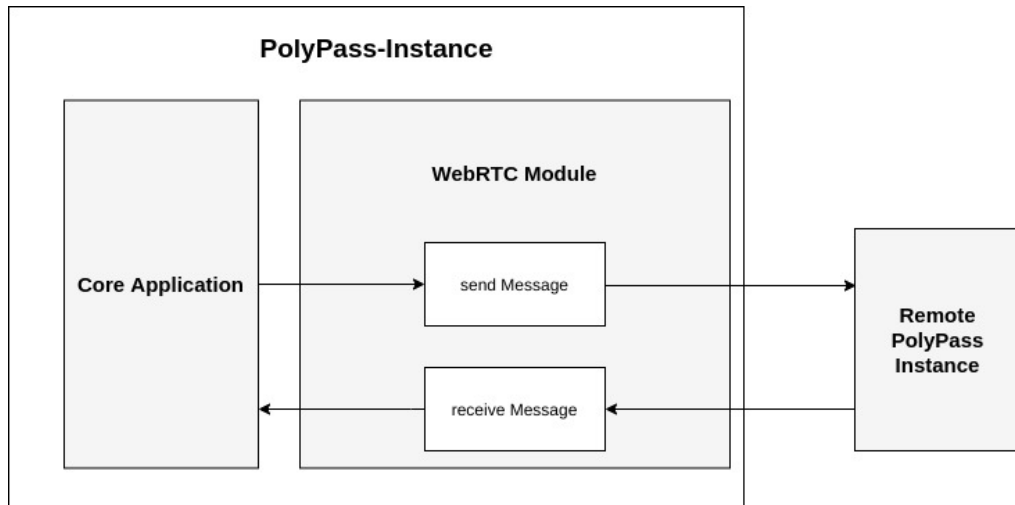 PolyPass-Instance
WebRTC Module
Core Application
send Message
Remote
PolyPass
Instance
receive Message